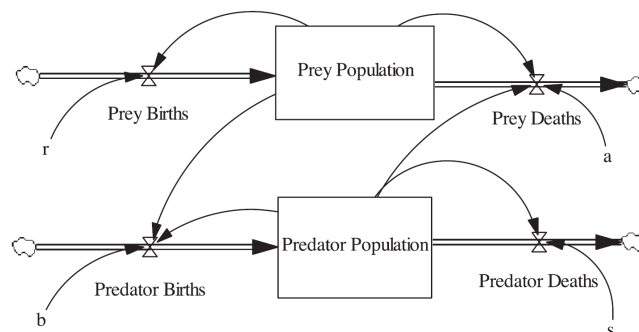 Prey Population
Prey Births
Prey Deaths
r
a
Predator Population
Predator Births
Predator Deaths
b
s